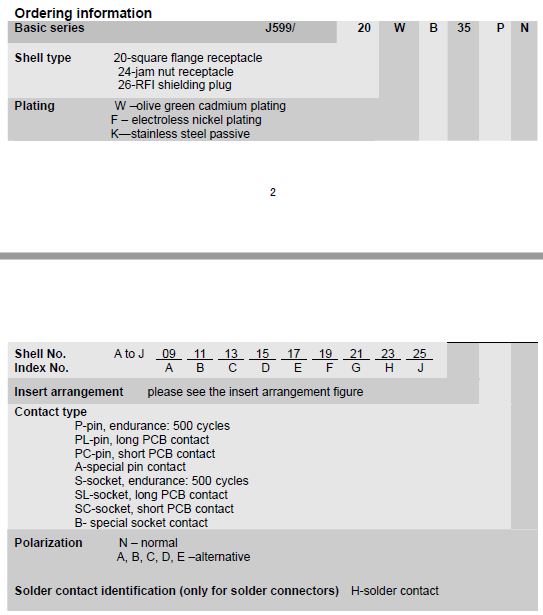 Ordering information
Basic series J599/ 20 W B 35 P N
Shell type 20-square flange receptacle
24-jam nut receptacle
26-RFI shielding plug
Plating W –olive green cadmium plating
F – electroless nickel plating
K—stainless steel passive
2
Shell No. A to J 09 11 13 15 17 19 21 23 25
Index No. A B C D E F G H J
Insert arrangement please see the insert arrangement figure
Contact type
P-pin, endurance: 500 cycles
PL-pin, long PCB contact
PC-pin, short PCB contact
A-special pin contact
S-socket, endurance: 500 cycles
SL-socket, long PCB contact
SC-socket, short PCB contact
B- special socket contact
Polarization N – normal
A, B, C, D, E –alternative
Solder contact identification (only for solder connectors) H-solder contact